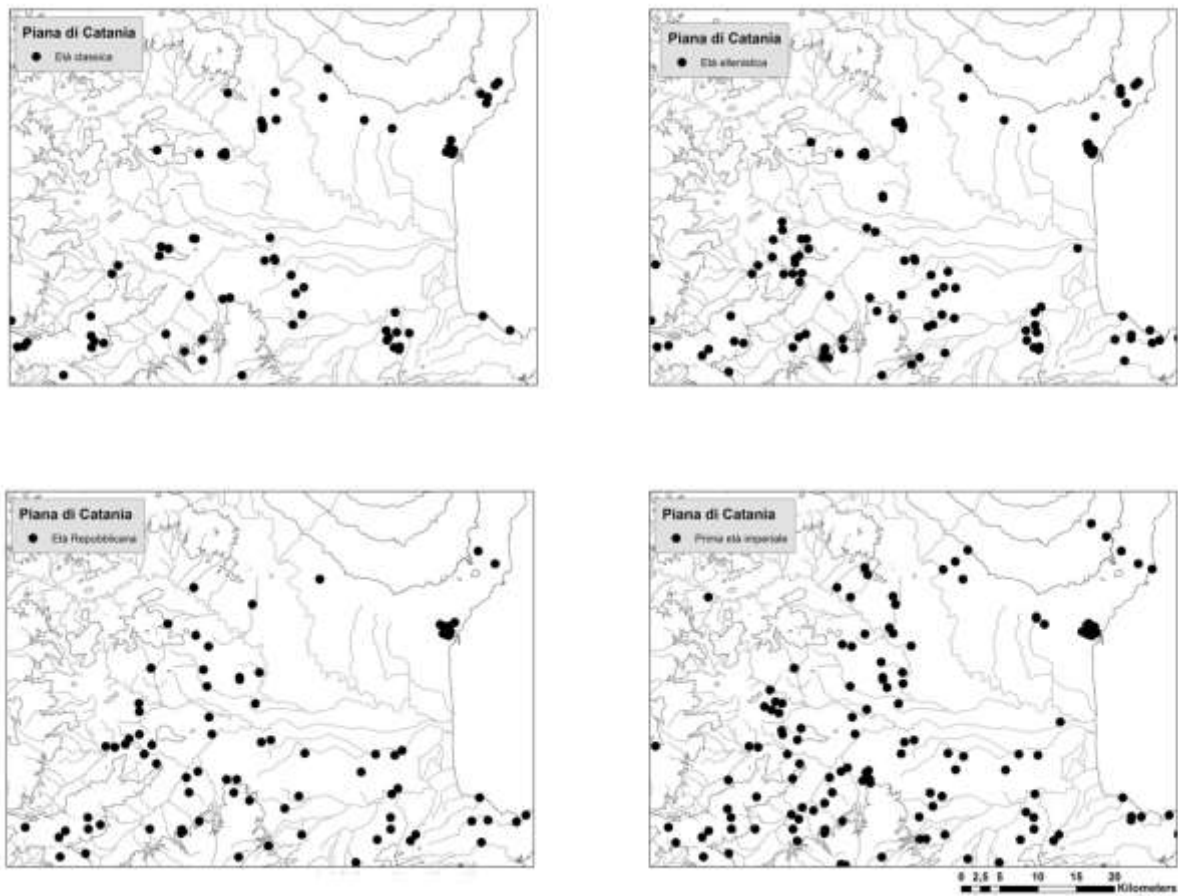 Piana di Catania
Età classica
Piana di Catania
Età ellenistica
Piana di Catania
Età Repubblicana
Piana di Catania
Prima età imperiale
0 2,5 5 10 15 20
Kilometers